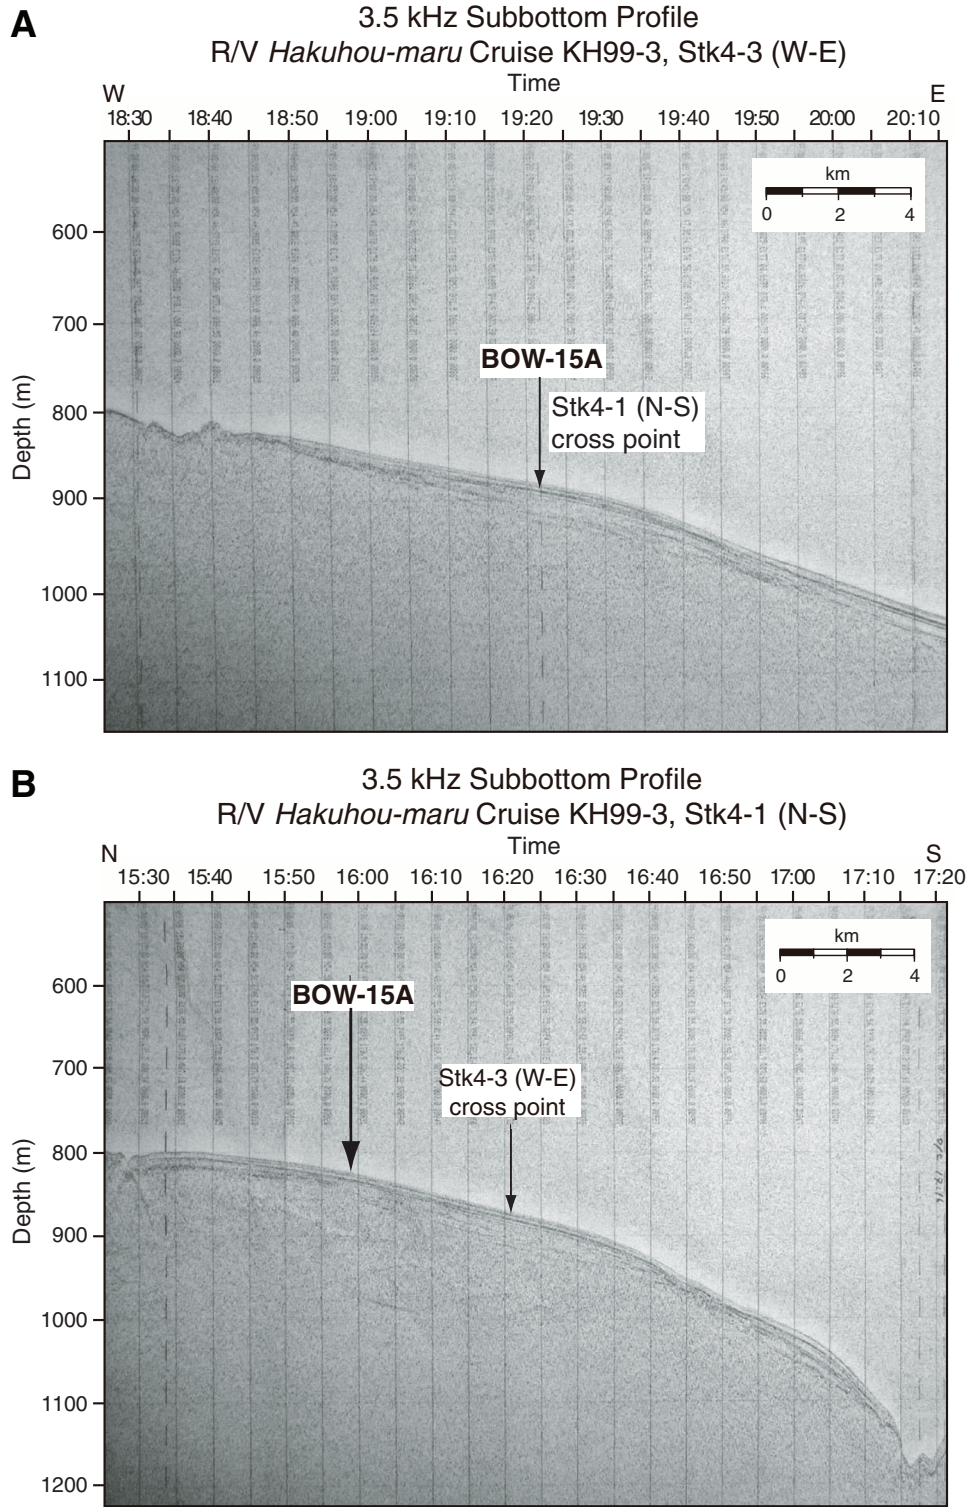 A
3.5 kHz Subbottom Profile
R/V Hakuhou-maru Cruise KH99-3, Stk4-3 (W-E)
Time
W E
18:30 18:40 18:50 19:00 19:10 19:20 19:30 19:40 19:50 20:00 20:10
km
0 2 4
600
700
BOW-15A
Stk4-1 (N-S)
cross point
800
900
1000
1100
Depth (m)
B
3.5 kHz Subbottom Profile
R/V Hakuhou-maru Cruise KH99-3, Stk4-1 (N-S)
Time
N S
15:30 15:40 15:50 16:00 16:10 16:20 16:30 16:40 16:50 17:00 17:10 17:20
km
0 2 4
600
BOW-15A
700
Stk4-3 (W-E)
cross point
800
900
1000
1100
1200
Depth (m)